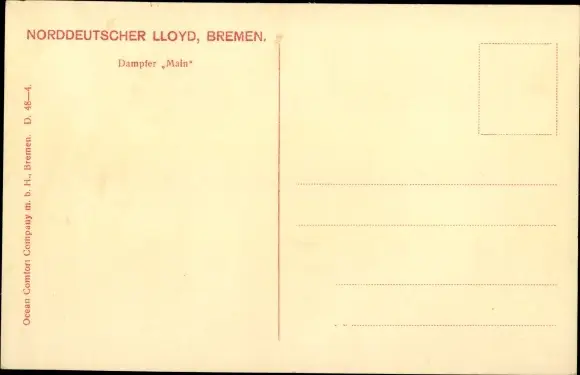 NORDDEUTSCHER LLOYD, BREMEN.
Dampfer „Main"
Ocean Comfort Company m. b. H., Bremen. D. 48—4.